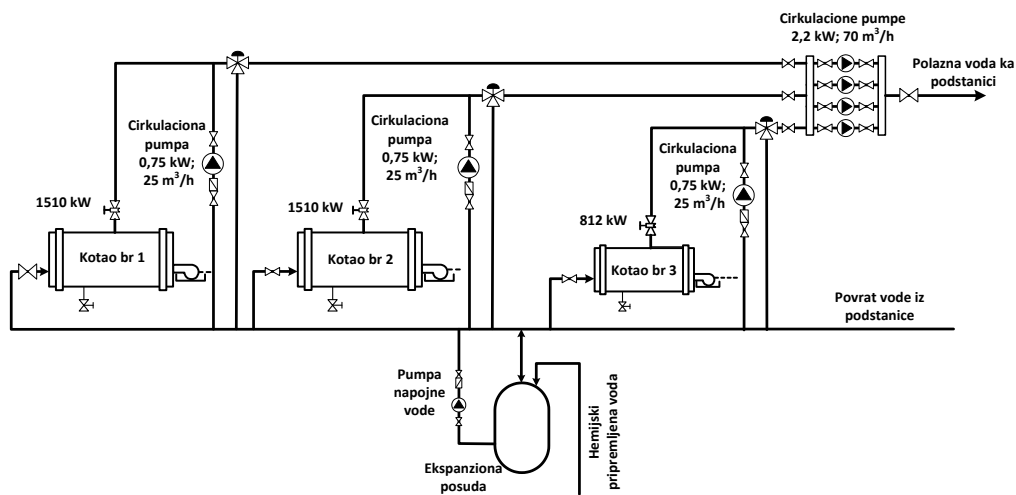 Cirkulacione pumpe
2,2 kW; 70 m³/h
Polazna voda ka
podstanici
Cirkulaciona
pumpa
0,75 kW;
25 m³/h
Cirkulaciona
pumpa
0,75 kW;
25 m³/h
Cirkulaciona
pumpa
0,75 kW;
25 m³/h
1510 kW
1510 kW
812 kW
Kotao br 1
Kotao br 2
Kotao br 3
Povrat vode iz
podstanice
Pumpa
napojne
vode
Ekspanziona
posuda
Hemijski
pripremljena voda